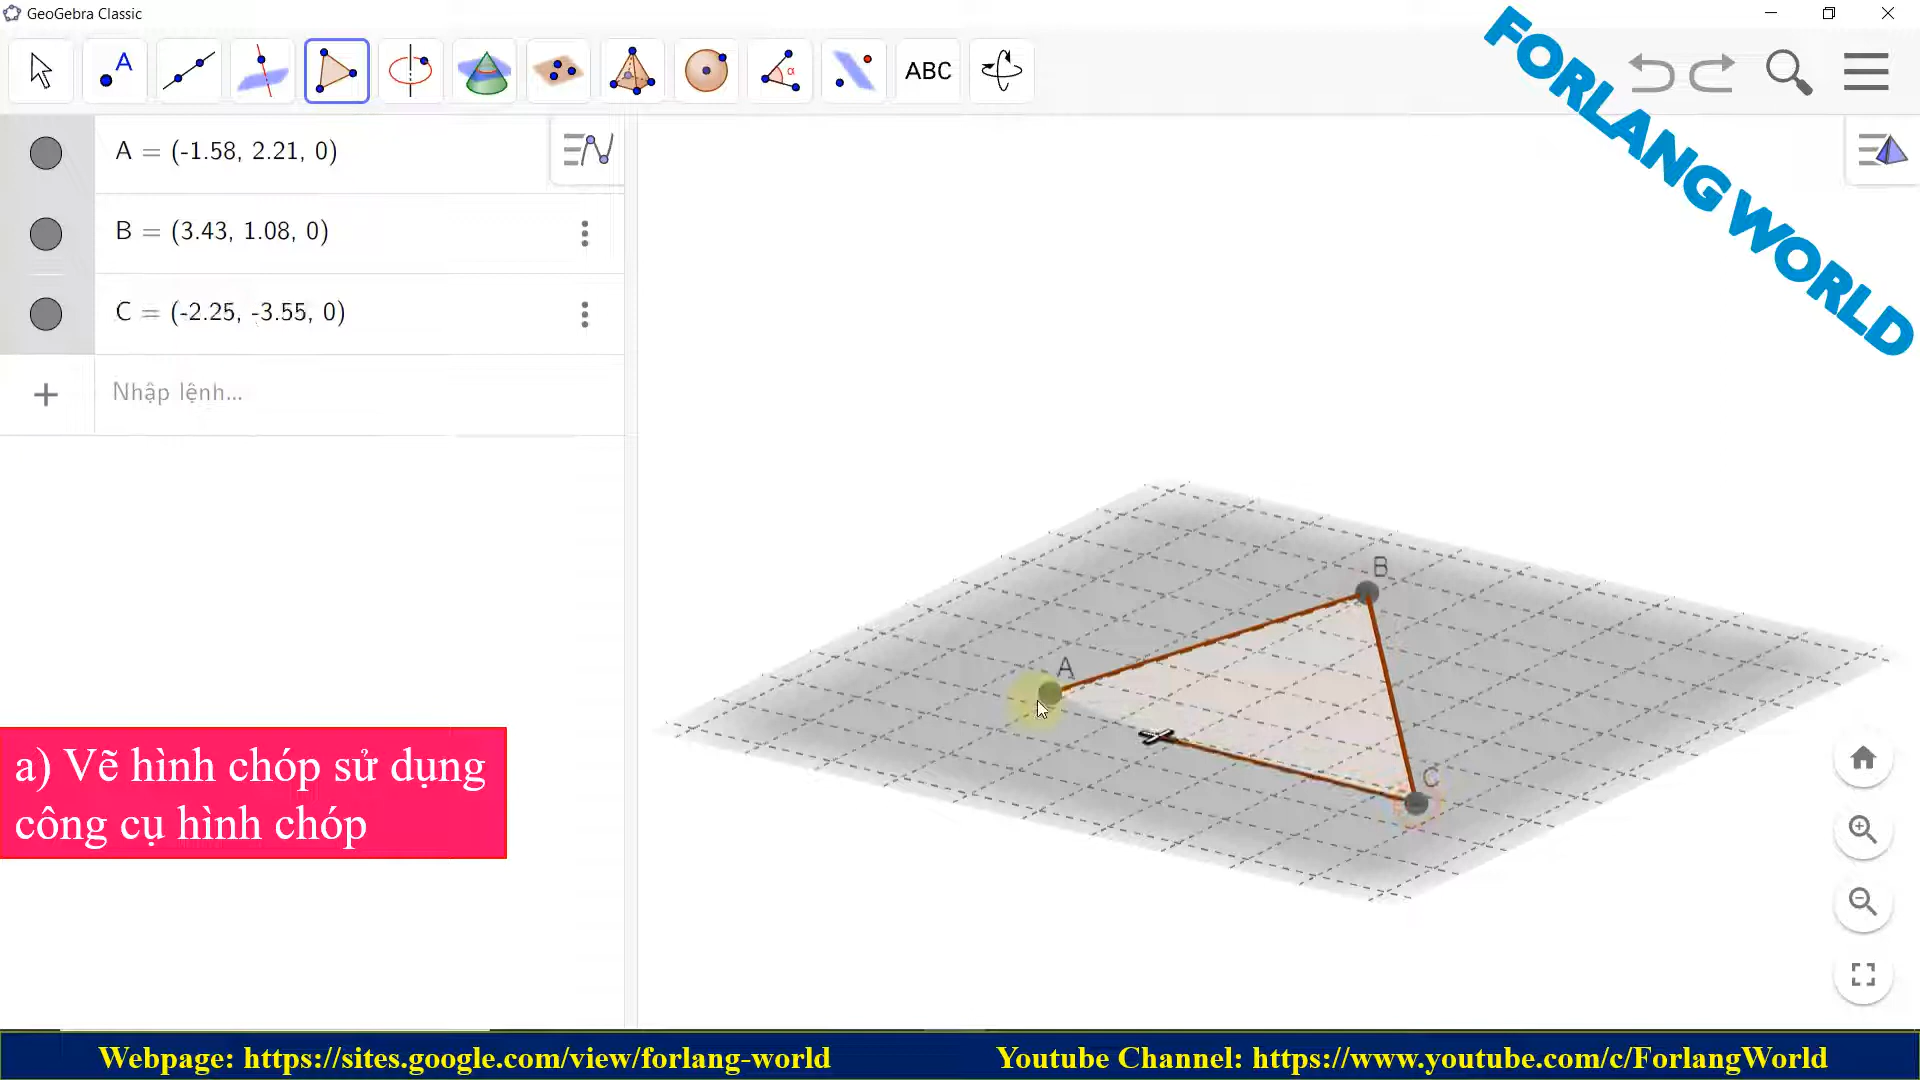 GeoGebra Classic
A
α
ABC
FORLANG WORLD
A = (-1.58, 2.21, 0)
B = (3.43, 1.08, 0)
C = (-2.25, -3.55, 0)
Nhập lệnh...
B
A
C
a) Vẽ hình chóp sử dụng
công cụ hình chóp
Webpage: https://sites.google.com/view/forlang-world
Youtube Channel: https://www.youtube.com/c/ForlangWorld